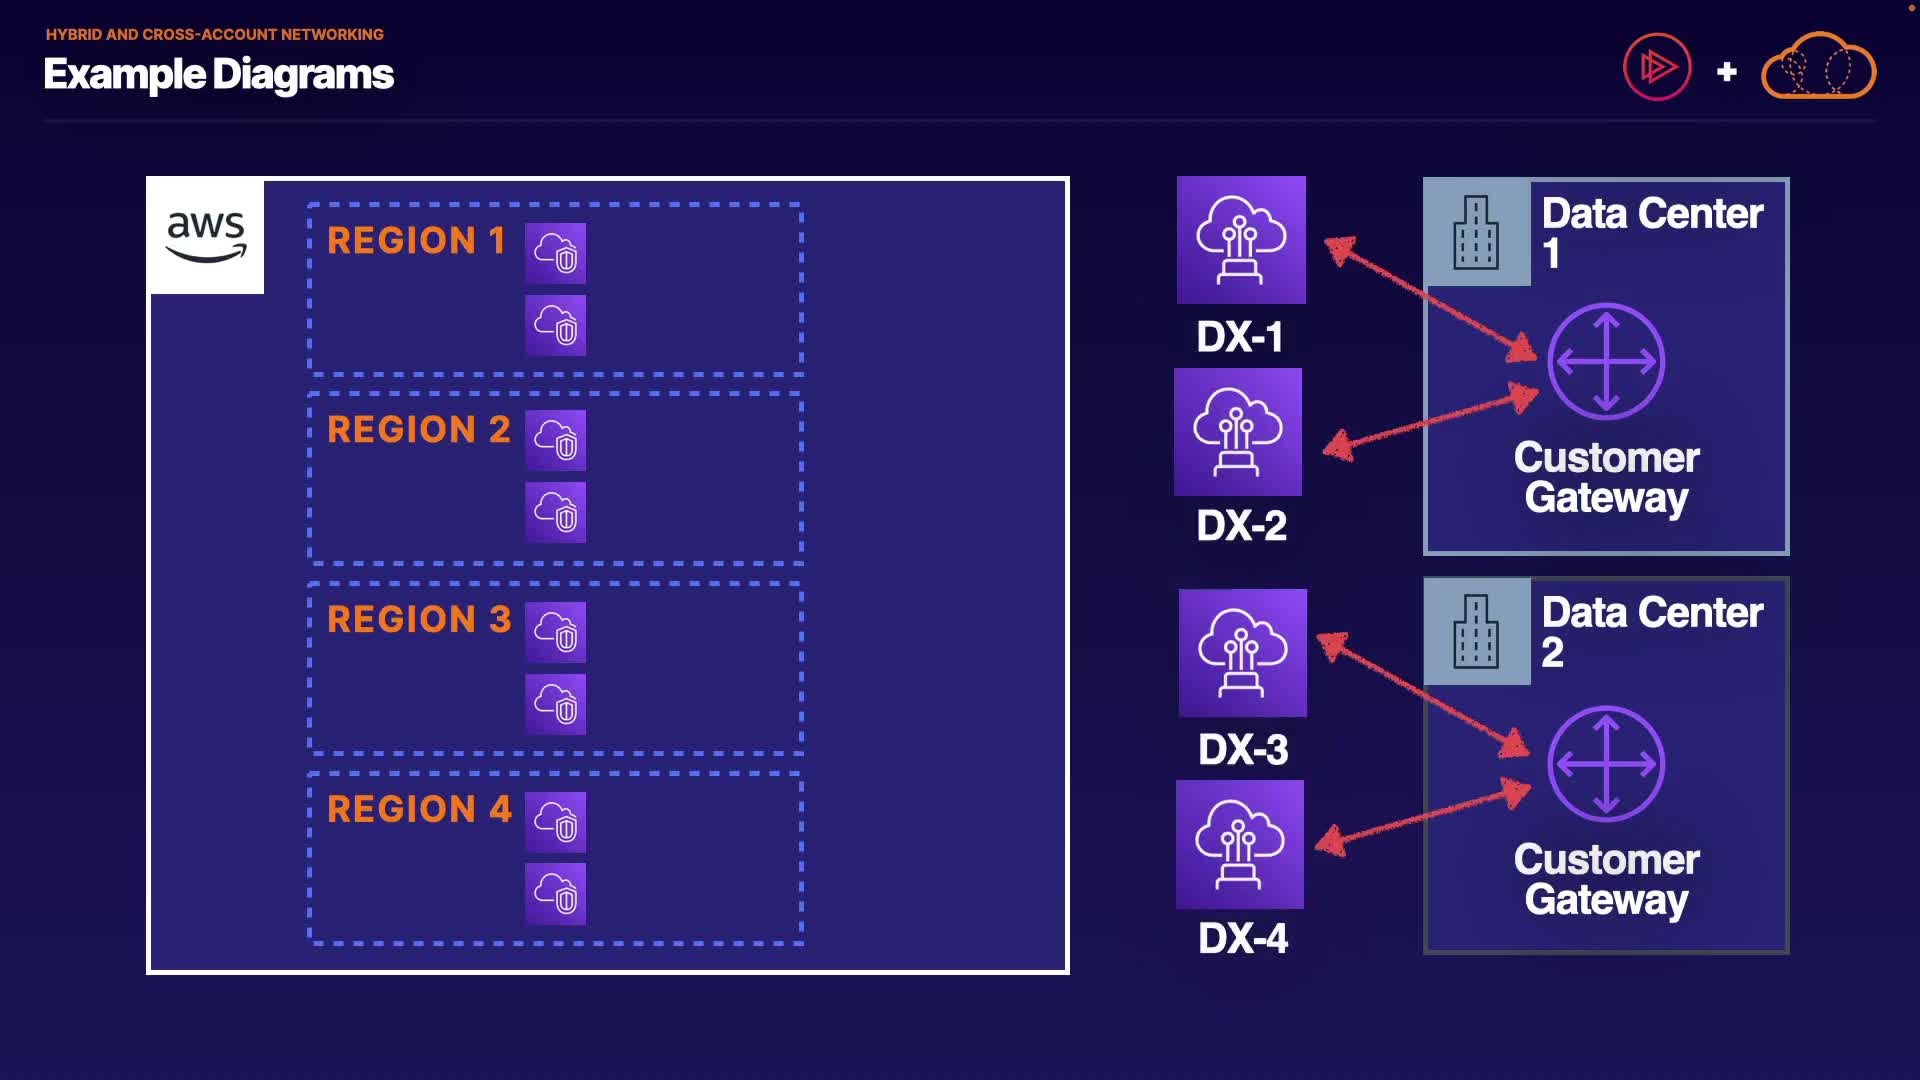 HYBRID AND CROSS-ACCOUNT NETWORKING
Example Diagrams
aws
REGION 1
REGION 2
REGION 3
REGION 4
DX-1
DX-2
DX-3
DX-4
Data Center
1
Customer
Gateway
Data Center
2
Customer
Gateway